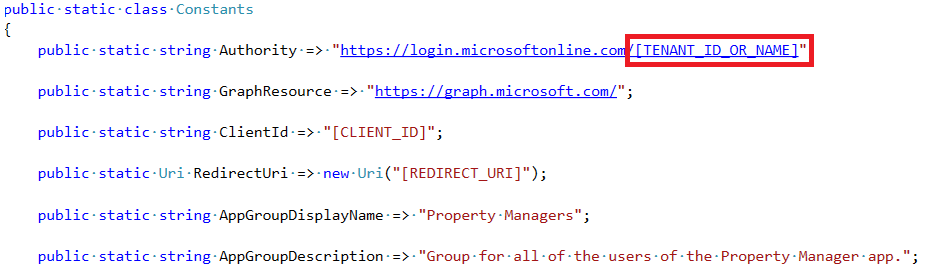 public static class Constants
{
public static string Authority => "https://login.microsoftonline.com/[TENANT_ID_OR_NAME]"
public static string GraphResource => "https://graph.microsoft.com/";
public static string ClientId => "[CLIENT_ID]";
public static Uri RedirectUri => new Uri("[REDIRECT_URI]");
public static string AppGroupDisplayName => "Property Managers";
public static string AppGroupDescription => "Group for all of the users of the Property Manager app.";